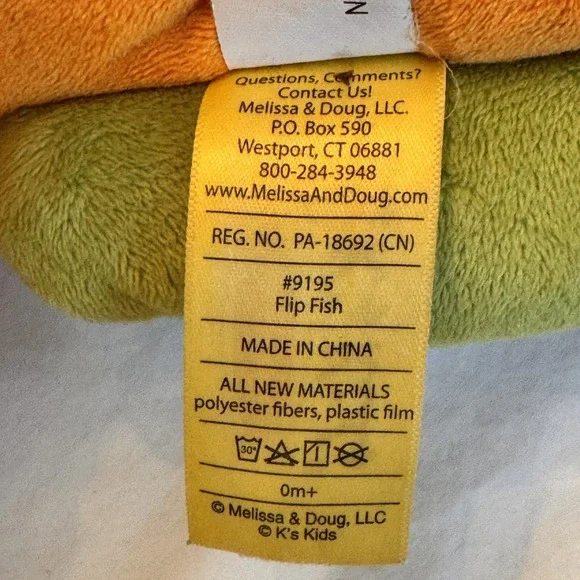 N
Questions, Comments?
Contact Us!
Melissa & Doug, LLC.
P.O. Box 590
Westport, CT 06881
800-284-3948
www.MelissaAndDoug.com
REG. NO. PA-18692 (CN)
#9195
Flip Fish
MADE IN CHINA
ALL NEW MATERIALS
polyester fibers, plastic film
30°
0m+
© Melissa & Doug, LLC
© K's Kids